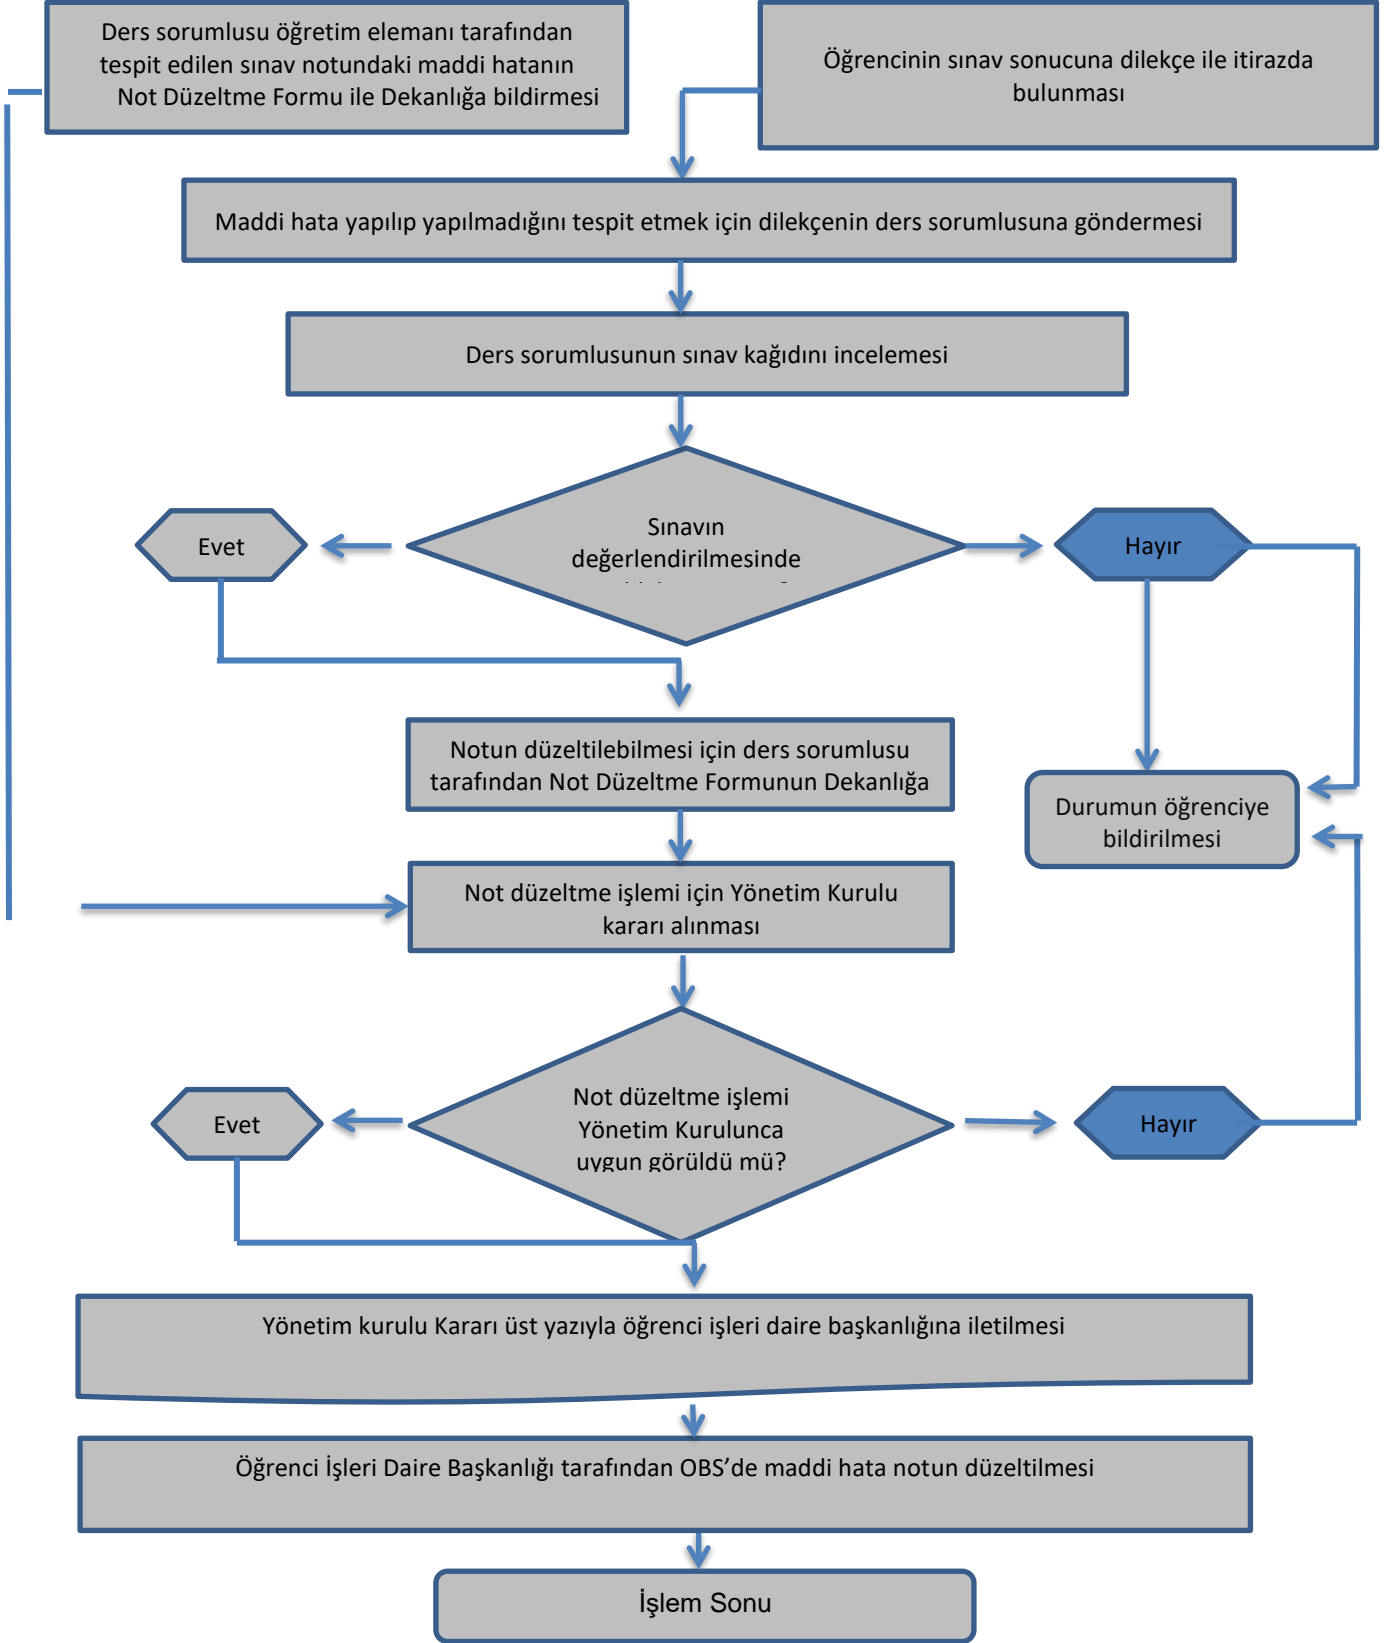 Ders sorumlusu öğretim elemanı tarafından
tespit edilen sınav notundaki maddi hatanın
Not Düzeltme Formu ile Dekanlığa bildirmesi
Öğrencinin sınav sonucuna dilekçe ile itirazda
bulunması
Maddi hata yapılıp yapılmadığını tespit etmek için dilekçenin ders sorumlusuna göndermesi
Ders sorumlusunun sınav kağıdını incelemesi
Sınavın
değerlendirilmesinde
Evet
Hayır
Notun düzeltilebilmesi için ders sorumlusu
tarafından Not Düzeltme Formunun Dekanlığa
Durumun öğrenciye
bildirilmesi
Not düzeltme işlemi için Yönetim Kurulu
kararı alınması
Not düzeltme işlemi
Yönetim Kurulunca
uygun görüldü mü?
Evet
Hayır
Yönetim kurulu Kararı üst yazıyla öğrenci işleri daire başkanlığına iletilmesi
Öğrenci İşleri Daire Başkanlığı tarafından OBS’de maddi hata notun düzeltilmesi
İşlem Sonu